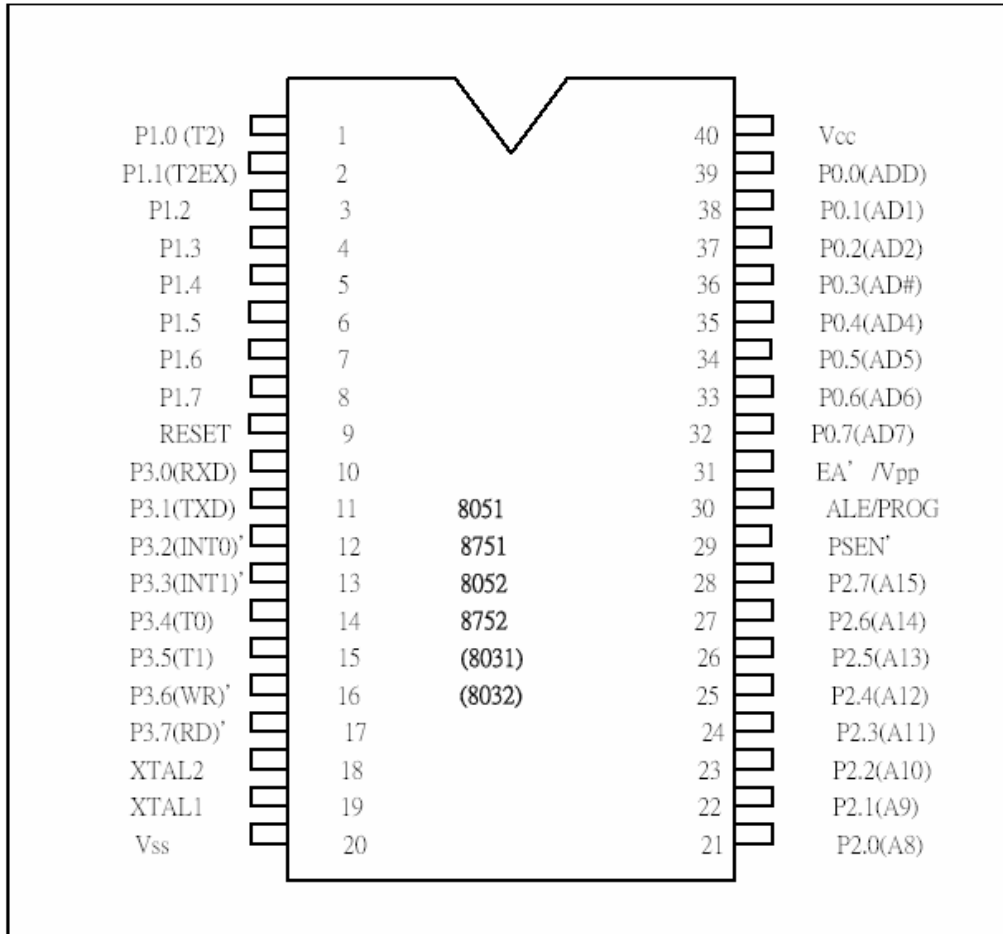 P1.0 (T2) 1 40 Vcc
P1.1(T2EX) 2 39 P0.0(ADD)
P1.2 3 38 P0.1(AD1)
P1.3 4 37 P0.2(AD2)
P1.4 5 36 P0.3(AD#)
P1.5 6 35 P0.4(AD4)
P1.6 7 34 P0.5(AD5)
P1.7 8 33 P0.6(AD6)
RESET 9 32 P0.7(AD7)
P3.0(RXD) 10 31 EA' /Vpp
P3.1(TXD) 11 8051 30 ALE/PROG
P3.2(INT0)' 12 8751 29 PSEN'
P3.3(INT1)' 13 8052 28 P2.7(A15)
P3.4(T0) 14 8752 27 P2.6(A14)
P3.5(T1) 15 (8031) 26 P2.5(A13)
P3.6(WR)' 16 (8032) 25 P2.4(A12)
P3.7(RD)' 17 24 P2.3(A11)
XTAL2 18 23 P2.2(A10)
XTAL1 19 22 P2.1(A9)
Vss 20 21 P2.0(A8)